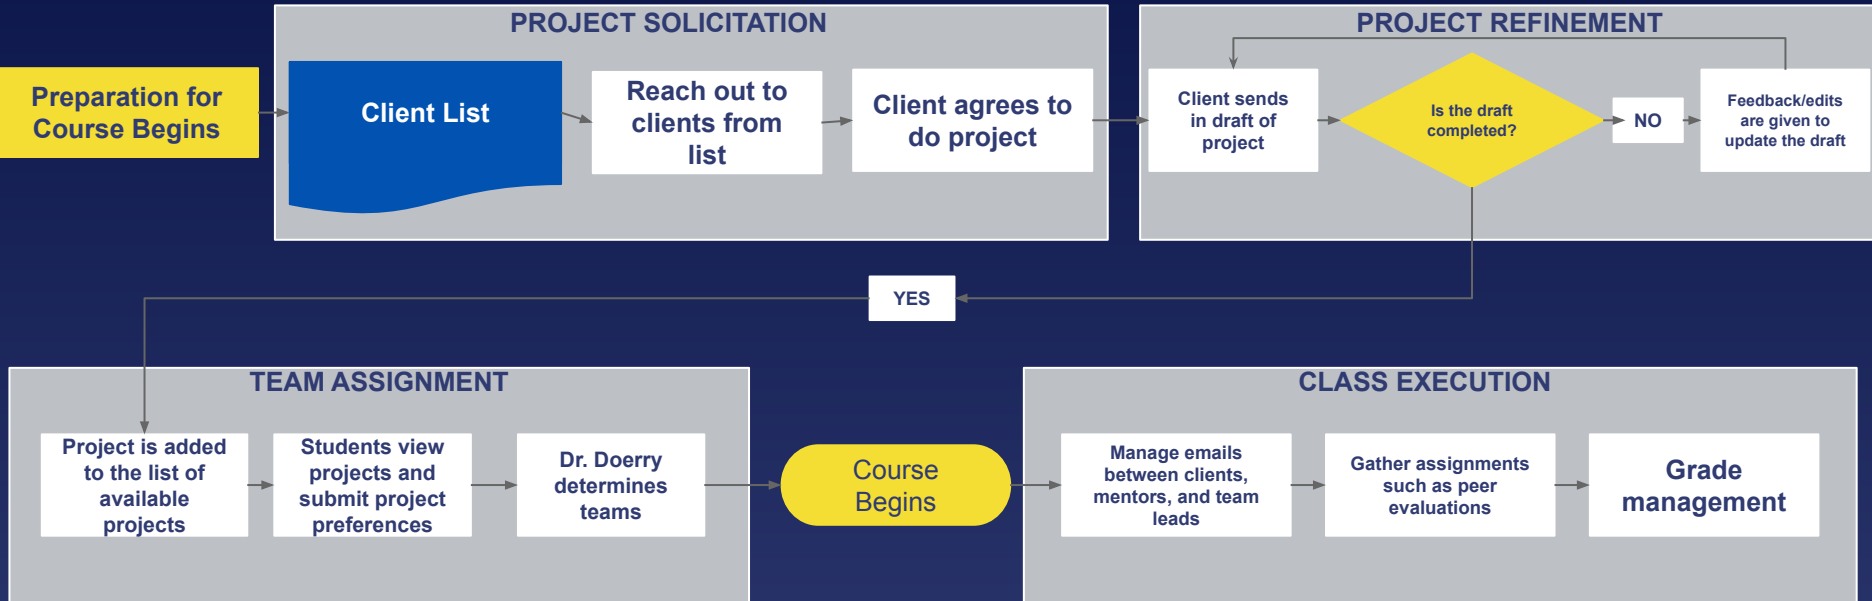 PROJECT SOLICITATION
PROJECT REFINEMENT
Preparation for
Course Begins
Client List
Reach out to
clients from
list
Client agrees to
do project
Client sends
in draft of
project
Is the draft
completed?
NO
Feedback/edits
are given to
update the draft
YES
TEAM ASSIGNMENT
CLASS EXECUTION
Project is added
to the list of
available
projects
Students view
projects and
submit project
preferences
Dr. Doerry
determines
teams
Course
Begins
Manage emails
between clients,
mentors, and team
leads
Gather assignments
such as peer
evaluations
Grade
management